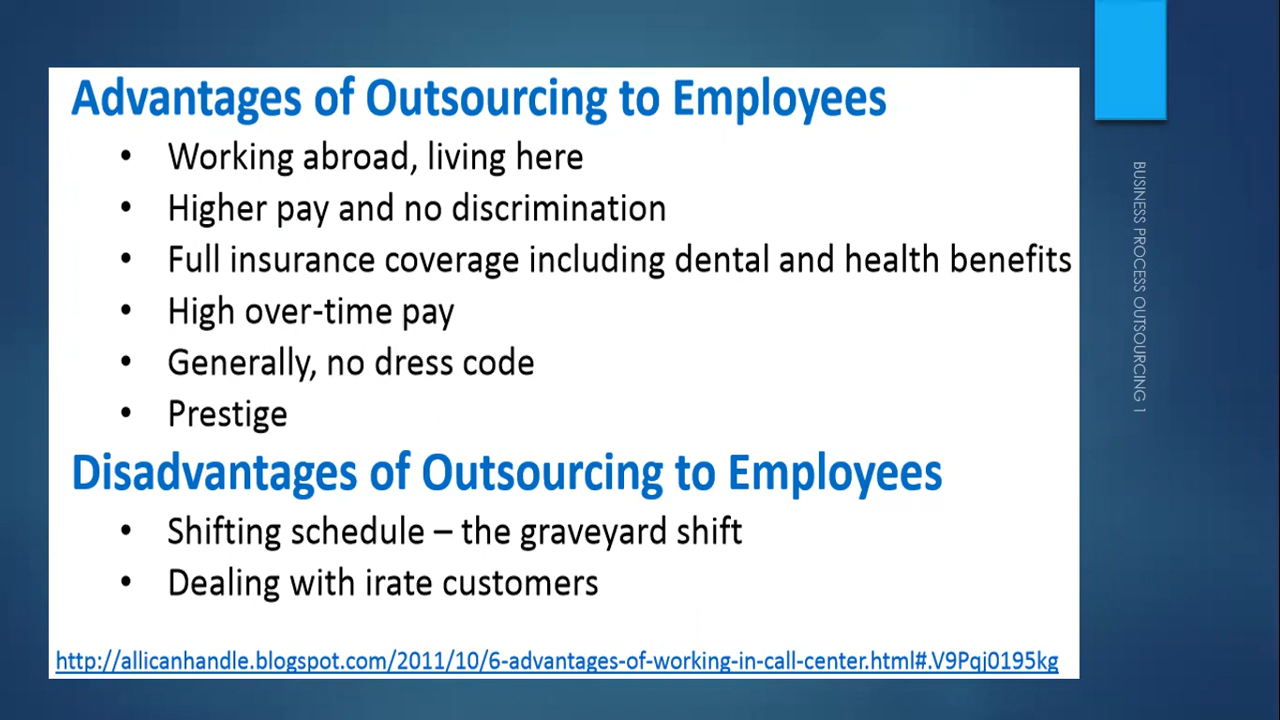 Advantages of Outsourcing to Employees
• Working abroad, living here
• Higher pay and no discrimination
• Full insurance coverage including dental and health benefits
• High over-time pay
• Generally, no dress code
• Prestige
Disadvantages of Outsourcing to Employees
• Shifting schedule – the graveyard shift
• Dealing with irate customers
http://allicanhandle.blogspot.com/2011/10/6-advantages-of-working-in-call-center.html#.V9Pqj0195kg
BUSINESS PROCESS OUTSOURCING 1